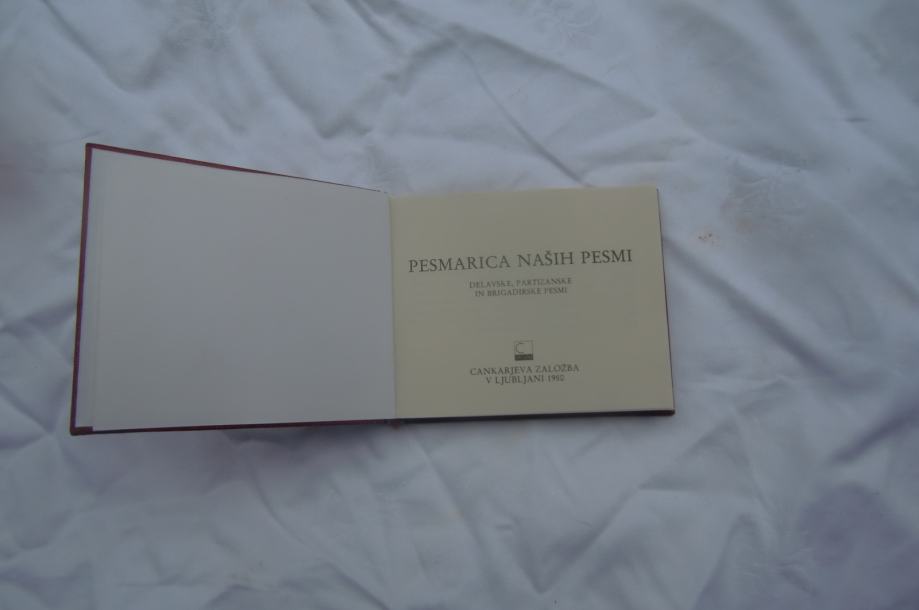 PESMARICA NAŠIH PESMI
DELAVSKE, PARTIZANSKE
IN BRIGADIRSKE PESMI
CANKARJEVA ZALOŽBA
V LJUBLJANI 1980